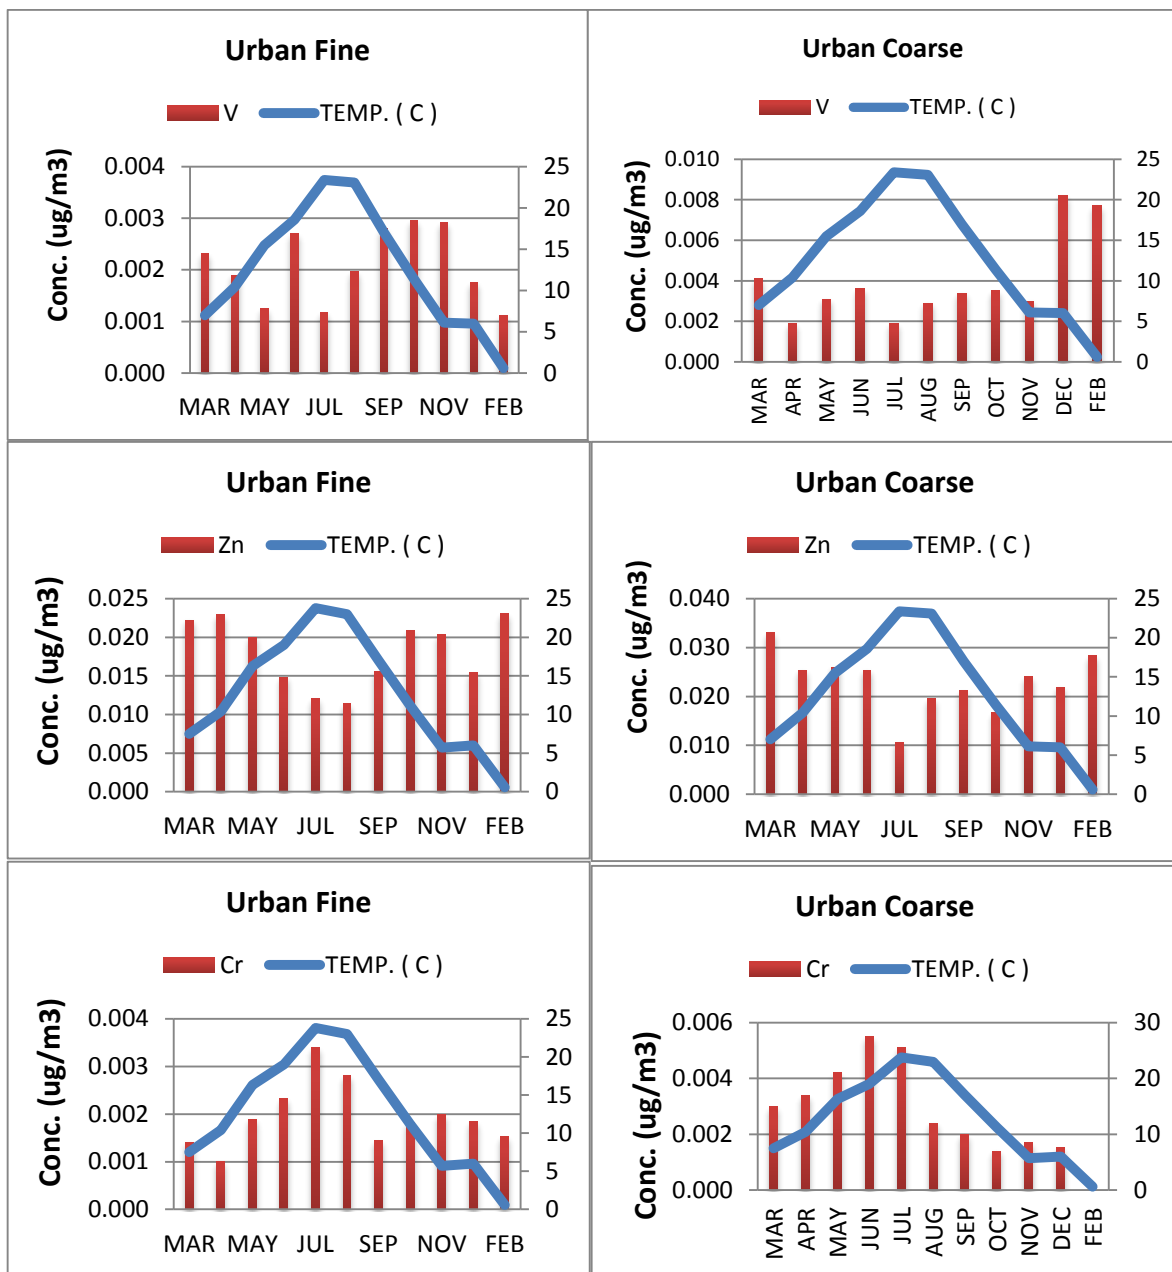 Urban Fine
V TEMP. ( C )
Conc. (ug/m3)
0.004
0.003
0.002
0.001
0.000
25
20
15
10
5
0
MAR MAY JUL SEP NOV FEB
Urban Coarse
V TEMP. ( C )
Conc. (ug/m3)
0.010
0.008
0.006
0.004
0.002
0.000
25
20
15
10
5
0
MAR APR MAY JUN JUL AUG SEP OCT NOV DEC FEB
Urban Fine
Zn TEMP. ( C )
Conc. (ug/m3)
0.025
0.020
0.015
0.010
0.005
0.000
25
20
15
10
5
0
MAR MAY JUL SEP NOV FEB
Urban Coarse
Zn TEMP. ( C )
Conc. (ug/m3)
0.040
0.030
0.020
0.010
0.000
25
20
15
10
5
0
MAR MAY JUL SEP NOV FEB
Urban Fine
Cr TEMP. ( C )
Conc. (ug/m3)
0.004
0.003
0.002
0.001
0.000
25
20
15
10
5
0
MAR MAY JUL SEP NOV FEB
Urban Coarse
Cr TEMP. ( C )
Conc. (ug/m3)
0.006
0.004
0.002
0.000
30
20
10
0
MAR APR MAY JUN JUL AUG SEP OCT NOV DEC FEB